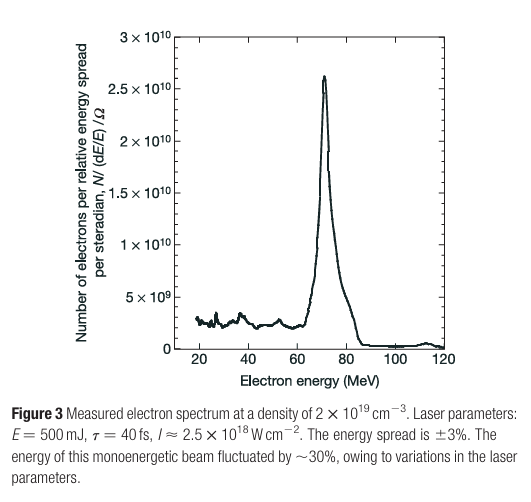 3 × 10¹⁰
2.5 × 10¹⁰
2 × 10¹⁰
1.5 × 10¹⁰
1 × 10¹⁰
5 × 10⁹
0
Number of electrons per relative energy spread
per steradian, N/ (dE/E) /Ω
20 40 60 80 100 120
Electron energy (MeV)
Figure 3 Measured electron spectrum at a density of 2 × 10¹⁹ cm⁻³. Laser parameters:
E = 500 mJ, τ = 40 fs, I ≈ 2.5 × 10¹⁸ W cm⁻². The energy spread is ±3%. The
energy of this monoenergetic beam fluctuated by ~30%, owing to variations in the laser
parameters.